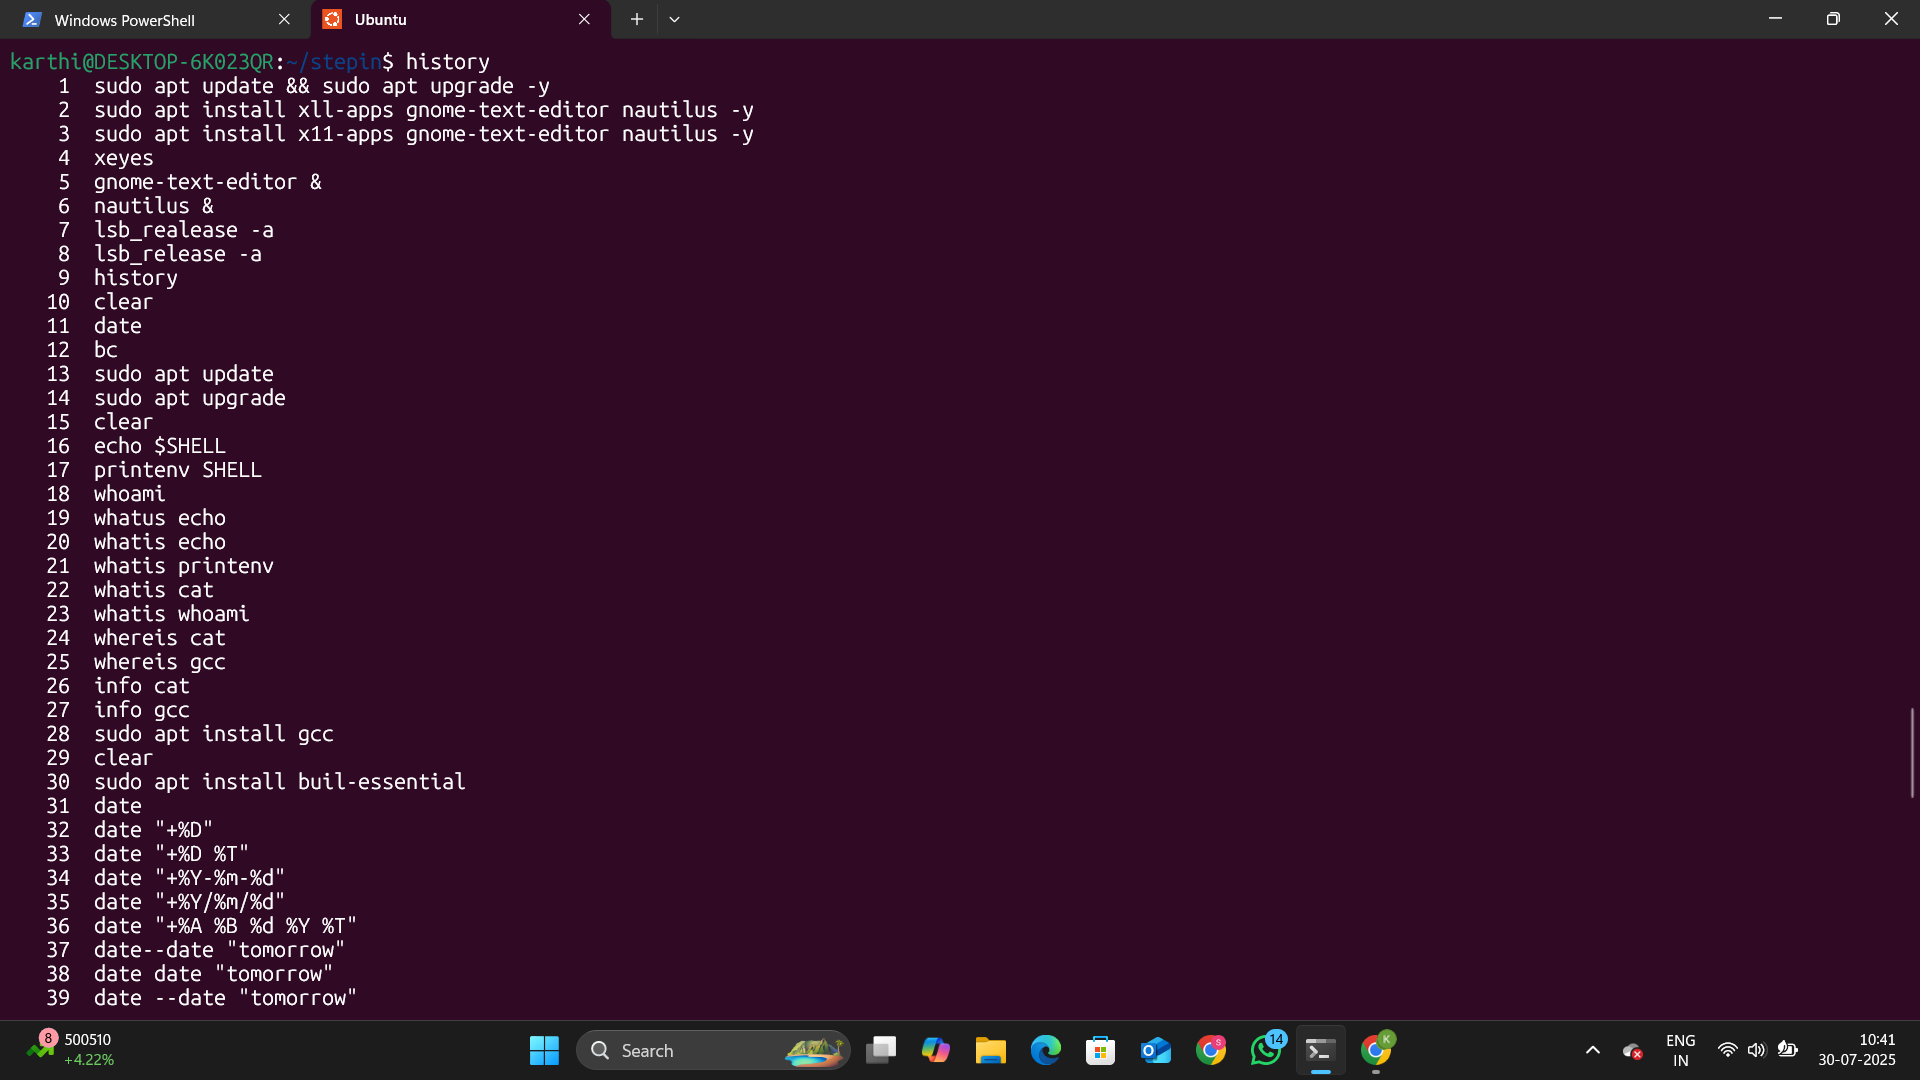 Windows PowerShell
Ubuntu
karthi@DESKTOP-6K023QR:~/stepin$ history
1 sudo apt update && sudo apt upgrade -y
2 sudo apt install xll-apps gnome-text-editor nautilus -y
3 sudo apt install x11-apps gnome-text-editor nautilus -y
4 xeyes
5 gnome-text-editor &
6 nautilus &
7 lsb_realease -a
8 lsb_release -a
9 history
10 clear
11 date
12 bc
13 sudo apt update
14 sudo apt upgrade
15 clear
16 echo $SHELL
17 printenv SHELL
18 whoami
19 whatus echo
20 whatis echo
21 whatis printenv
22 whatis cat
23 whatis whoami
24 whereis cat
25 whereis gcc
26 info cat
27 info gcc
28 sudo apt install gcc
29 clear
30 sudo apt install buil-essential
31 date
32 date "+%D"
33 date "+%D %T"
34 date "+%Y-%m-%d"
35 date "+%Y/%m/%d"
36 date "+%A %B %d %Y %T"
37 date--date "tomorrow"
38 date date "tomorrow"
39 date --date "tomorrow"
8
500510
+4.22%
Search
14
S
K
ENG
IN
10:41
30-07-2025